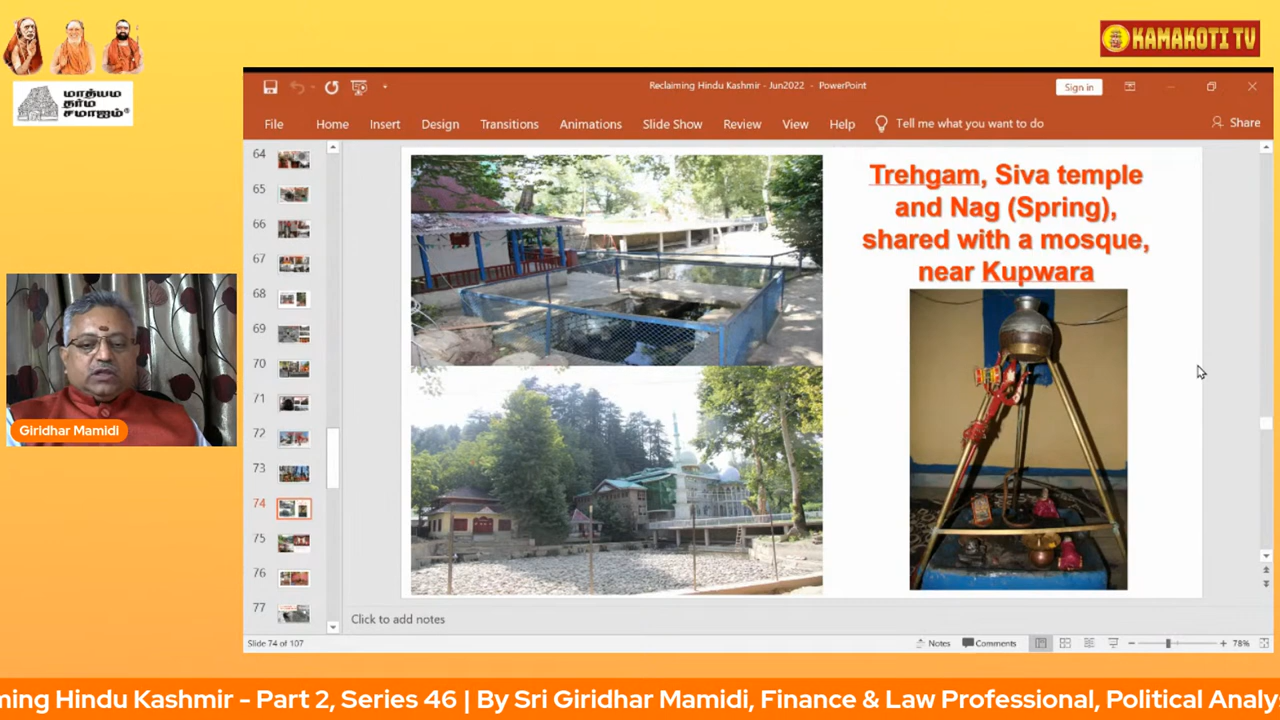 KAMAKOTI TV
மாத்யம
தர்ம
சமாஜம்®
Reclaiming Hindu Kashmir - Jun2022 - PowerPoint
Sign in
File Home Insert Design Transitions Animations Slide Show Review View Help Tell me what you want to do Share
64
65
66
67
68
69
70
71
72
73
74
75
76
77
Trehgam, Siva temple
and Nag (Spring),
shared with a mosque,
near Kupwara
Giridhar Mamidi
Click to add notes
Slide 74 of 107 Notes Comments 78%
ming Hindu Kashmir - Part 2, Series 46 | By Sri Giridhar Mamidi, Finance & Law Professional, Political Analy